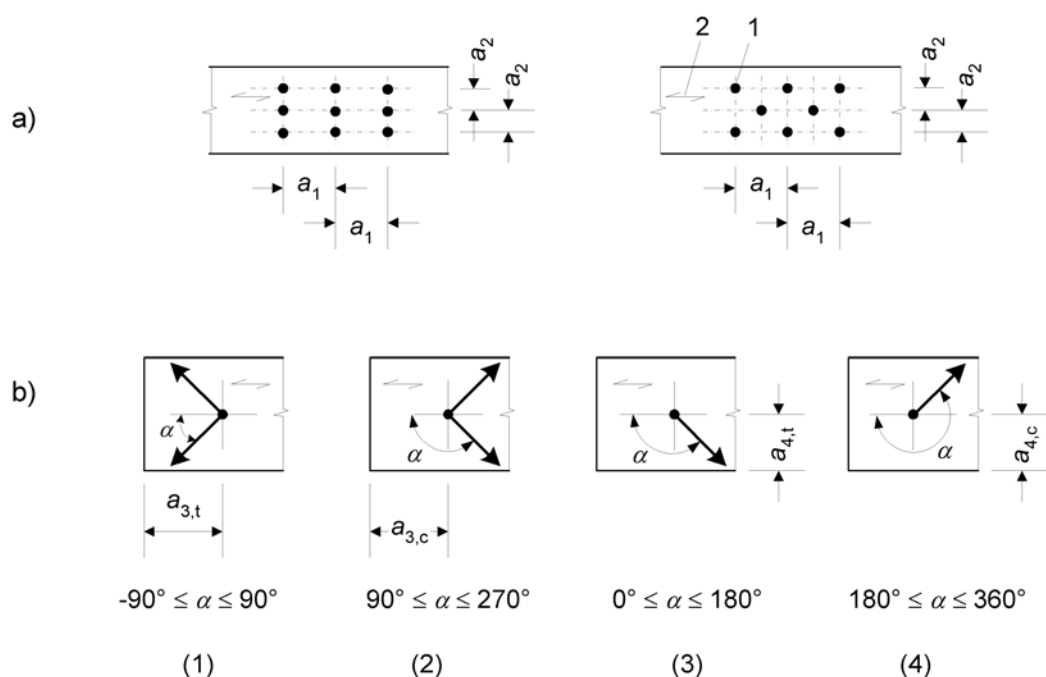 a)
a₂
a₂
a₁
a₁
2
1
a₂
a₂
a₁
a₁
b)
α
a₃,t
α
a₃,c
α
a₄,t
α
a₄,c
-90° ≤ α ≤ 90°
90° ≤ α ≤ 270°
0° ≤ α ≤ 180°
180° ≤ α ≤ 360°
(1)
(2)
(3)
(4)